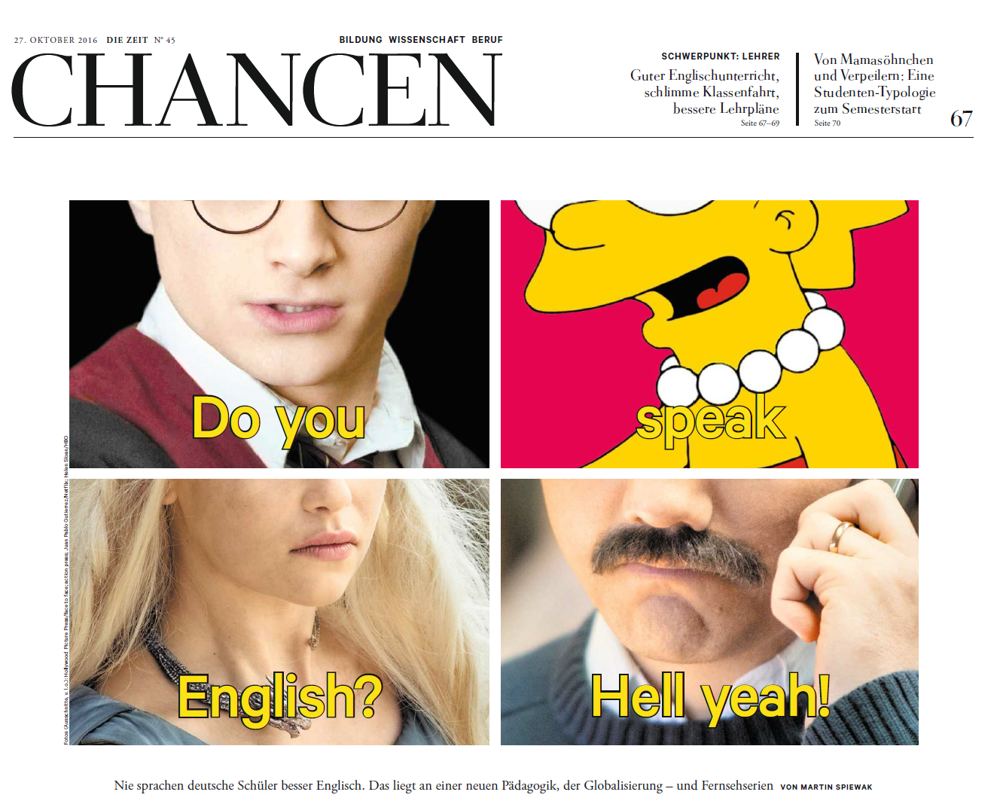 27. OKTOBER 2016 DIE ZEIT N° 45
BILDUNG WISSENSCHAFT BERUF
CHANCEN
SCHWERPUNKT: LEHRER
Guter Englischunterricht,
schlimme Klassenfahrt,
bessere Lehrpläne
Seite 67–69
Von Mamasöhnchen
und Verpeilern: Eine
Studenten-Typologie
zum Semesterstart
Seite 70
67
Do you
speak
English?
Hell yeah!
Fotos (Ausschnitte, v. l. o.): Hollywood Picture Press/face to face; action press; Juan Pablo Gutierrez/Netflix; Helen Sloan/HBO
Nie sprachen deutsche Schüler besser Englisch. Das liegt an einer neuen Pädagogik, der Globalisierung – und Fernsehserien VON MARTIN SPIEWAK